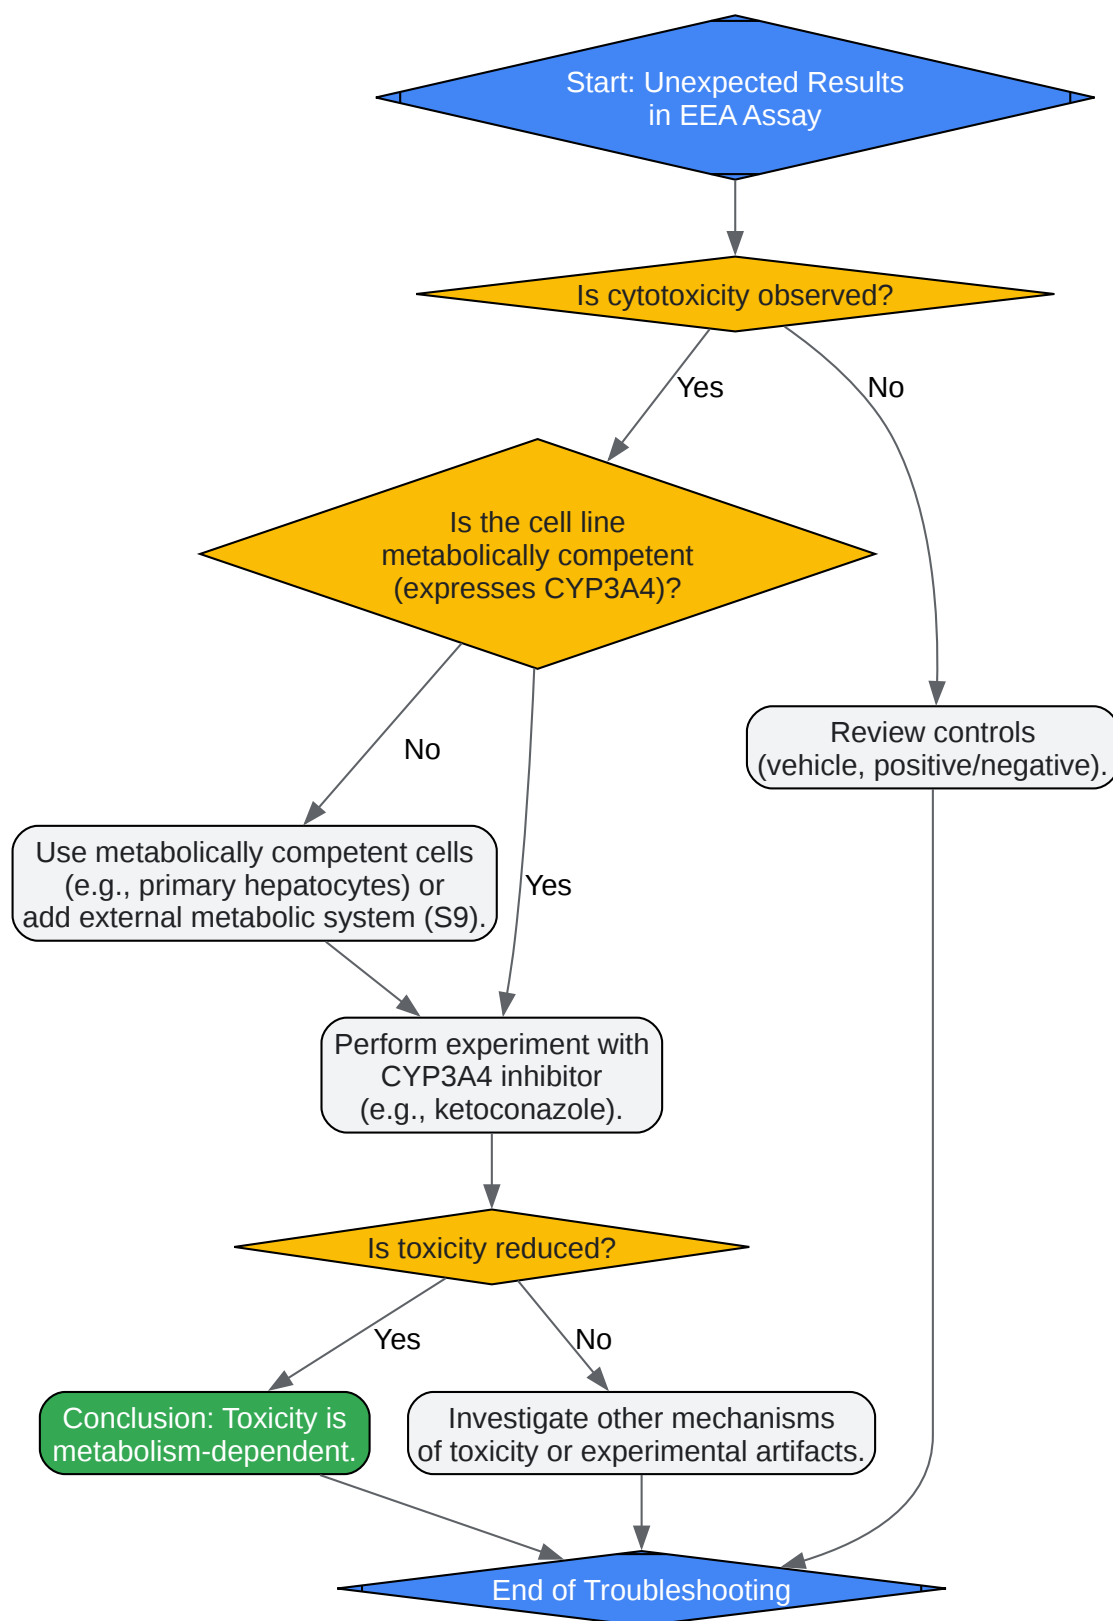 Start: Unexpected Results
in EEA Assay
Is cytotoxicity observed?
Yes
No
Is the cell line
metabolically competent
(expresses CYP3A4)?
Review controls
(vehicle, positive/negative).
No
Use metabolically competent cells
(e.g., primary hepatocytes) or
add external metabolic system (S9).
Yes
Perform experiment with
CYP3A4 inhibitor
(e.g., ketoconazole).
Is toxicity reduced?
Yes
No
Conclusion: Toxicity is
metabolism-dependent.
Investigate other mechanisms
of toxicity or experimental artifacts.
End of Troubleshooting